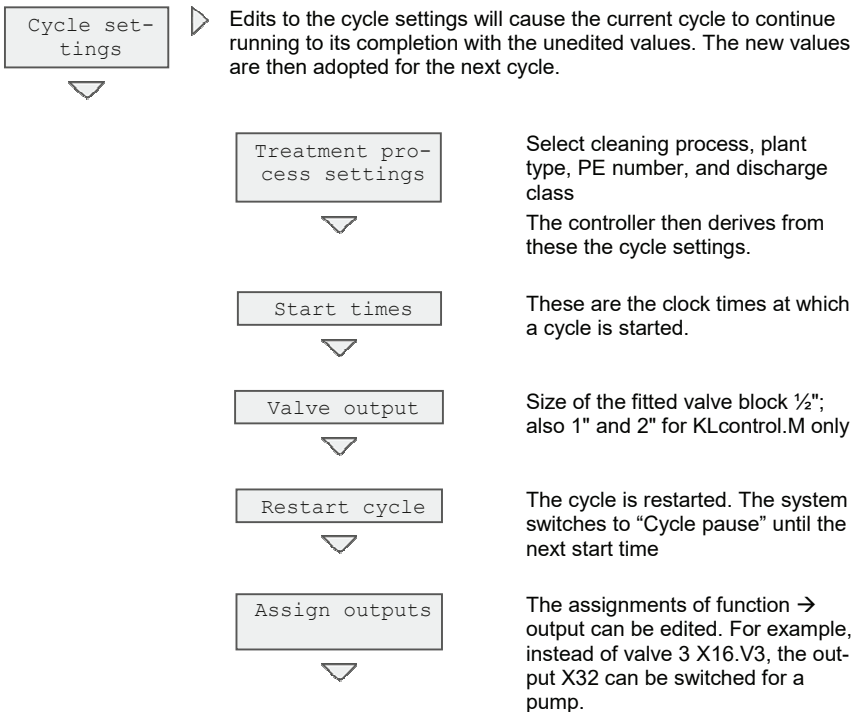 Cycle set-
tings
Edits to the cycle settings will cause the current cycle to continue
running to its completion with the unedited values. The new values
are then adopted for the next cycle.
Treatment pro-
cess settings
Select cleaning process, plant
type, PE number, and discharge
class
The controller then derives from
these the cycle settings.
Start times
These are the clock times at which
a cycle is started.
Valve output
Size of the fitted valve block ½";
also 1" and 2" for KLcontrol.M only
Restart cycle
The cycle is restarted. The system
switches to “Cycle pause” until the
next start time
Assign outputs
The assignments of function →
output can be edited. For example,
instead of valve 3 X16.V3, the out-
put X32 can be switched for a
pump.